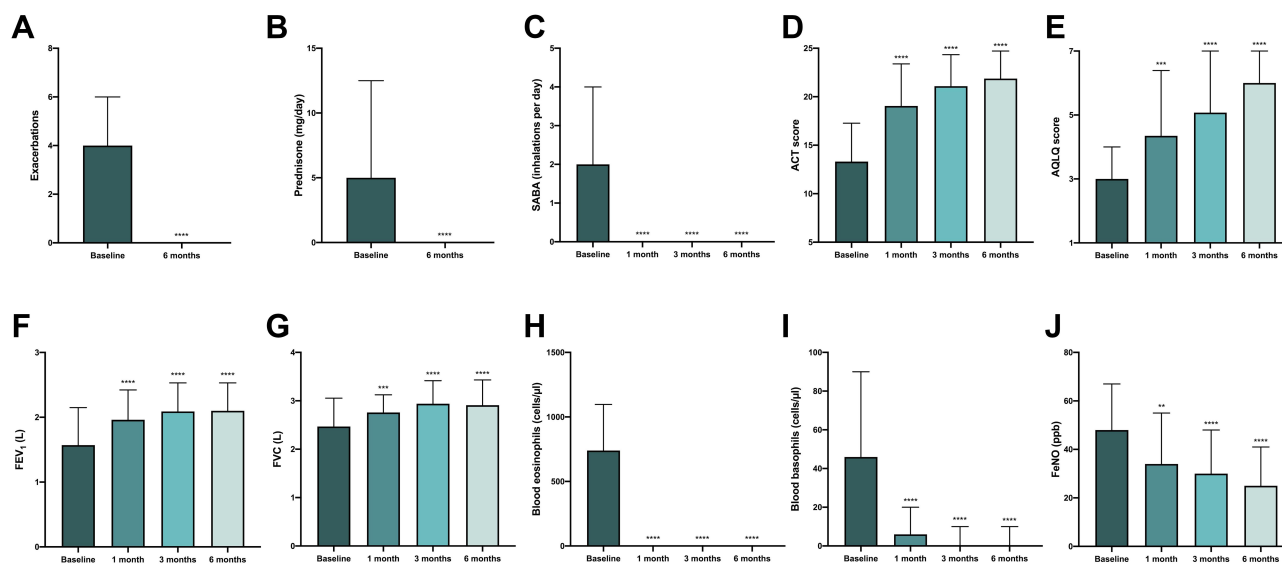 A
Exacerbations
8
6
4
2
0
****
Baseline 6 months
B
Prednisone (mg/day)
15
10
5
0
****
Baseline 6 months
C
SABA (inhalations per day)
5
4
3
2
1
0
**** **** ****
Baseline 1 month 3 months 6 months
D
ACT score
25
20
15
10
5
**** **** ****
Baseline 1 month 3 months 6 months
E
AQLQ score
7
5
3
1
*** **** ****
Baseline 1 month 3 months 6 months
F
FEV₁ (L)
3
2
1
0
**** **** ****
Baseline 1 month 3 months 6 months
G
FVC (L)
4
3
2
1
0
*** **** ****
Baseline 1 month 3 months 6 months
H
Blood eosinophils (cells/µl)
1500
1000
500
0
**** **** ****
Baseline 1 month 3 months 6 months
I
Blood basophils (cells/µl)
100
80
60
40
20
0
**** **** ****
Baseline 1 month 3 months 6 months
J
FeNO (ppb)
80
60
40
20
0
** **** ****
Baseline 1 month 3 months 6 months